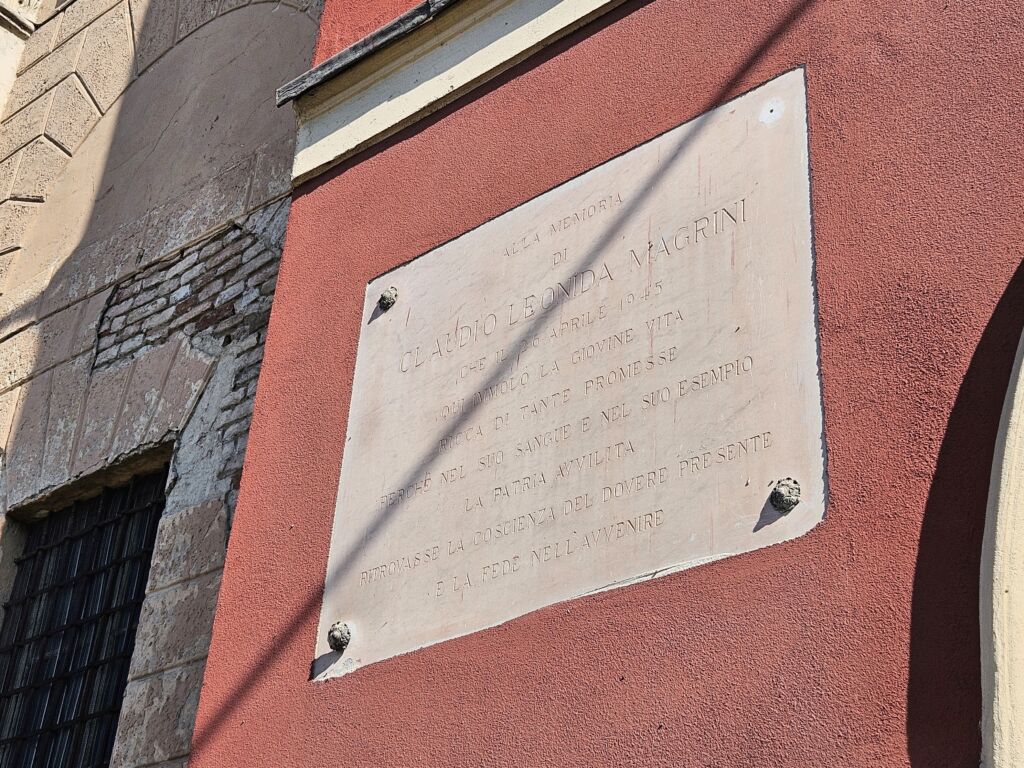 ALLA MEMORIA
DI
CLAUDIO LEONIDA MAGRINI
CHE IL 29 APRILE 1945
QUI IMMOLÒ LA GIOVINE VITA
RICCA DI TANTE PROMESSE
PERCHÈ NEL SUO SANGUE E NEL SUO ESEMPIO
LA PATRIA AVVILITA
RITROVASSE LA COSCIENZA DEL DOVERE PRESENTE
E LA FEDE NELL'AVVENIRE